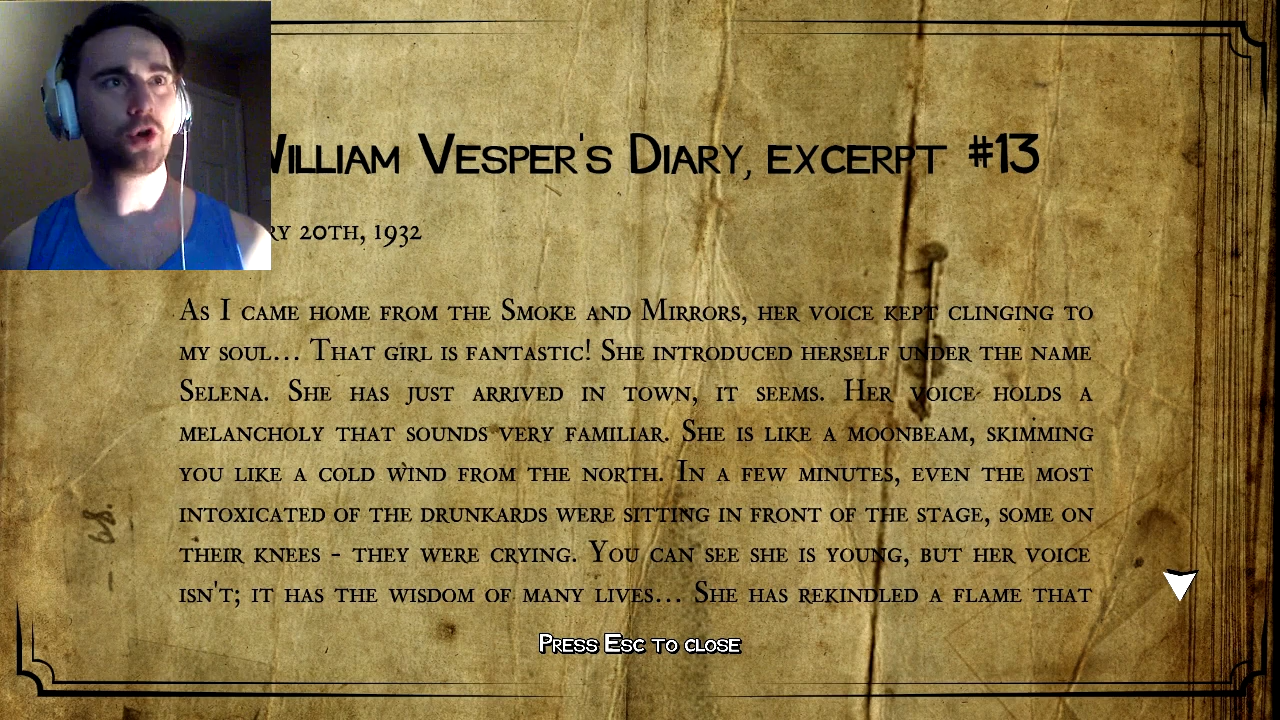 William Vesper's Diary, excerpt #13
20th, 1932
As I came home from the Smoke and Mirrors, her voice kept clinging to
my soul... That girl is fantastic! She introduced herself under the name
Selena. She has just arrived in town, it seems. Her voice holds a
melancholy that sounds very familiar. She is like a moonbeam, skimming
you like a cold wind from the north. In a few minutes, even the most
intoxicated of the drunkards were sitting in front of the stage, some on
their knees - they were crying. You can see she is young, but her voice
isn't; it has the wisdom of many lives... She has rekindled a flame that
Press Esc to close